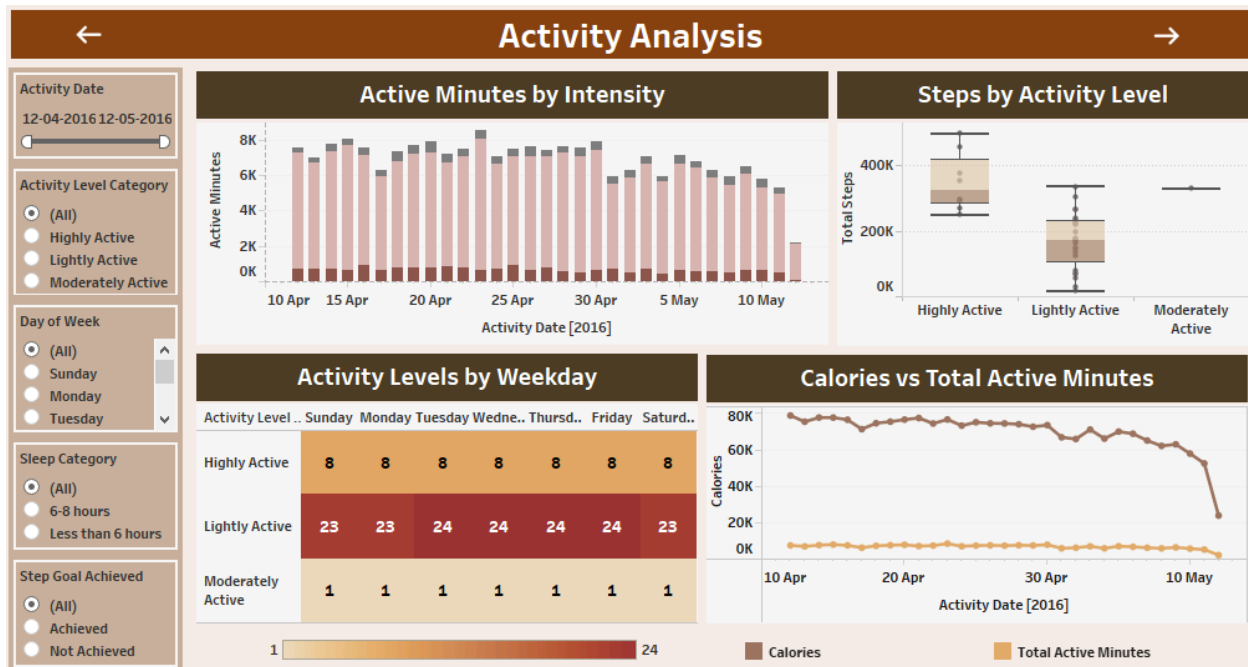 ← Activity Analysis →
Activity Date
12-04-2016 12-05-2016
Activity Level Category
(All)
Highly Active
Lightly Active
Moderately Active
Day of Week
(All)
Sunday
Monday
Tuesday
Sleep Category
(All)
6-8 hours
Less than 6 hours
Step Goal Achieved
(All)
Achieved
Not Achieved
Active Minutes by Intensity
Active Minutes
8K
6K
4K
2K
0K
10 Apr 15 Apr 20 Apr 25 Apr 30 Apr 5 May 10 May
Activity Date [2016]
Steps by Activity Level
Total Steps
400K
200K
0K
Highly Active Lightly Active Moderately
Active
Activity Levels by Weekday
Activity Level .. Sunday Monday Tuesday Wedne.. Thursd.. Friday Saturd..
Highly Active 8 8 8 8 8 8 8
Lightly Active 23 23 24 24 24 24 23
Moderately
Active 1 1 1 1 1 1 1
1 24
Calories vs Total Active Minutes
Calories
80K
60K
40K
20K
0K
10 Apr 20 Apr 30 Apr 10 May
Activity Date [2016]
Calories Total Active Minutes